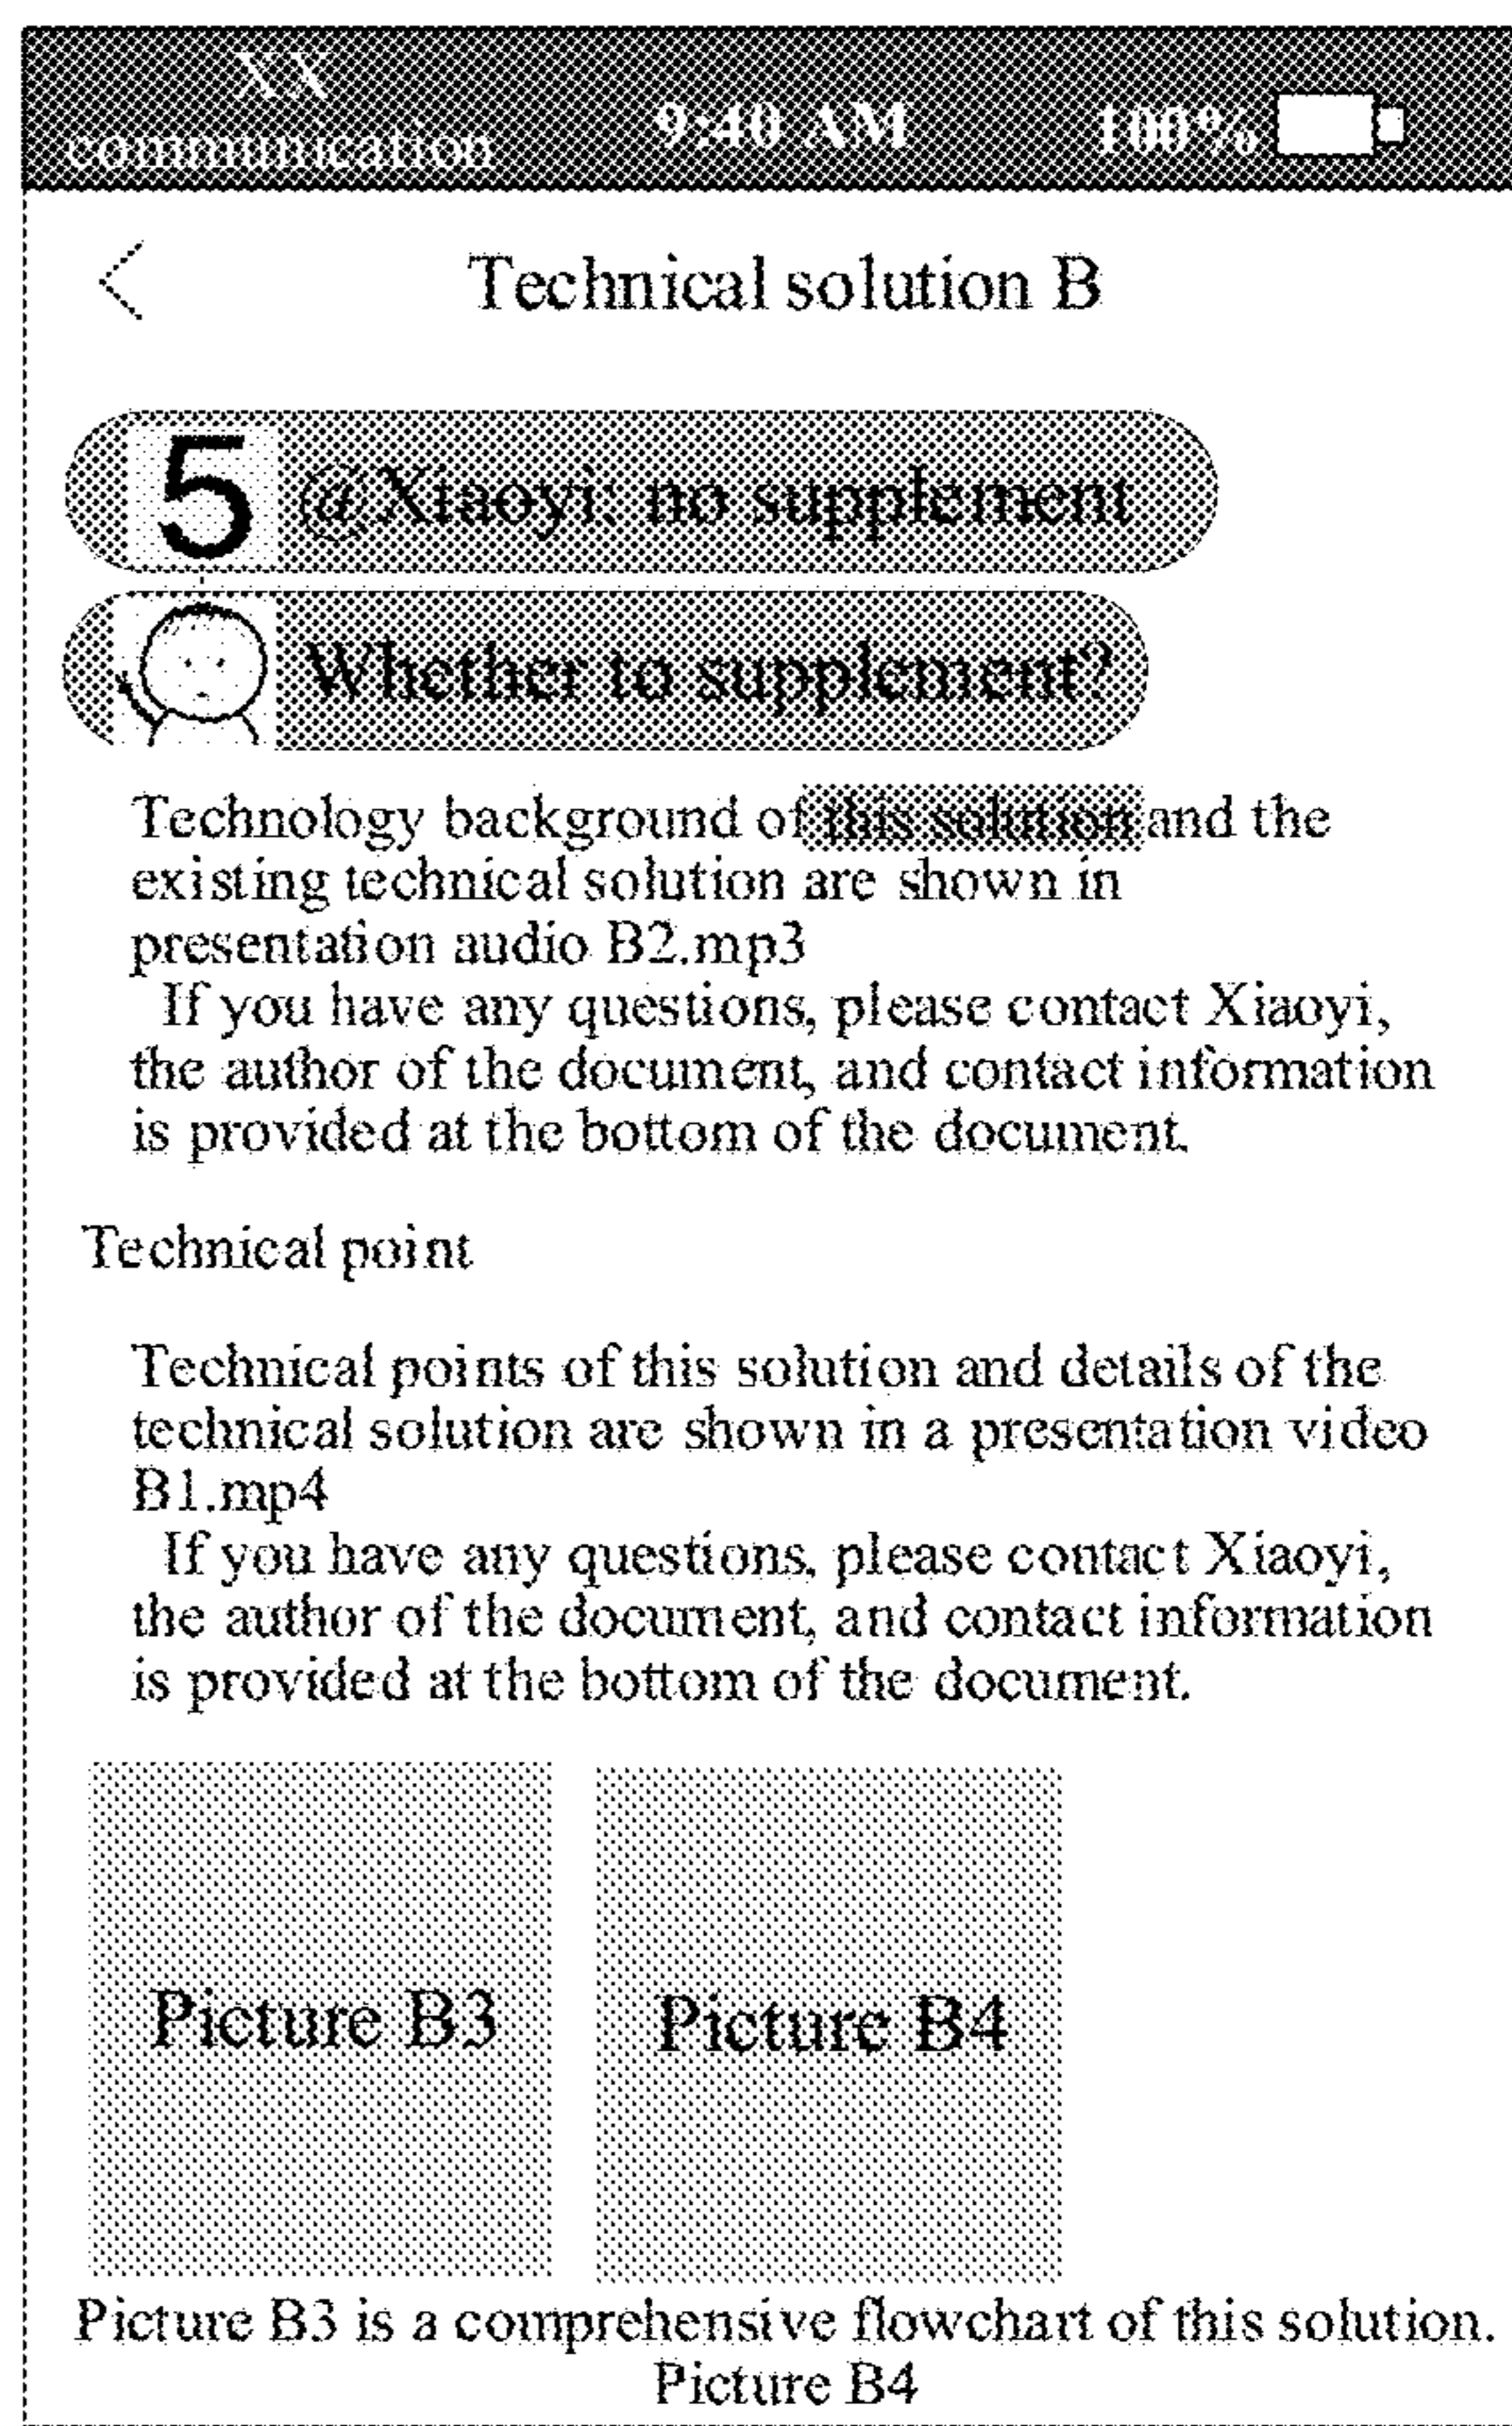 XX
communication
9:40 AM
100%
<
Technical solution B
5 @Xiaoyi: no supplement
Whether to supplement?
Technology background of this solution and the
existing technical solution are shown in
presentation audio B2.mp3
If you have any questions, please contact Xiaoyi,
the author of the document, and contact information
is provided at the bottom of the document.
Technical point
Technical points of this solution and details of the
technical solution are shown in a presentation video
B1.mp4
If you have any questions, please contact Xiaoyi,
the author of the document, and contact information
is provided at the bottom of the document.
Picture B3
Picture B4
Picture B3 is a comprehensive flowchart of this solution.
Picture B4